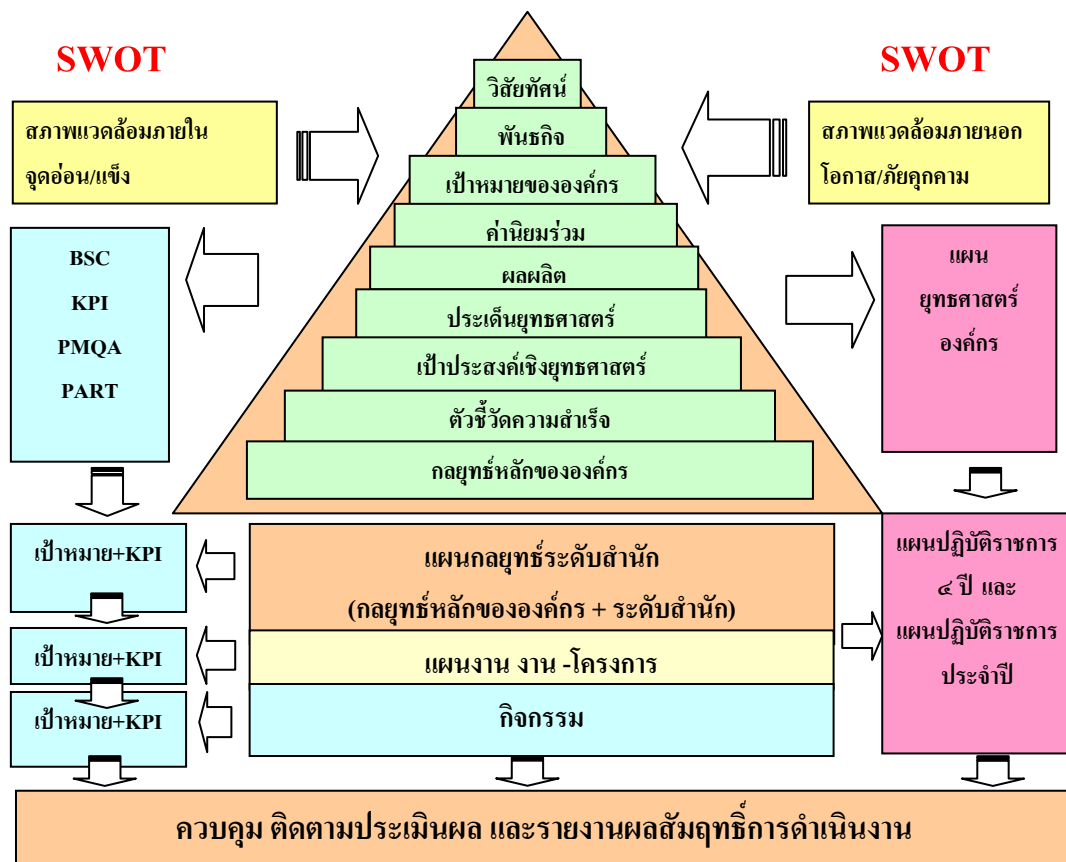 SWOT
SWOT
สภาพแวดล้อมภายใน
จุดอ่อน/แข็ง
สภาพแวดล้อมภายนอก
โอกาส/ภัยคุกคาม
วิสัยทัศน์
พันธกิจ
เป้าหมายขององค์กร
ค่านิยมร่วม
ผลผลิต
ประเด็นยุทธศาสตร์
เป้าประสงค์เชิงยุทธศาสตร์
ตัวชี้วัดความสำเร็จ
กลยุทธ์หลักขององค์กร
BSC
KPI
PMQA
PART
แผน
ยุทธศาสตร์
องค์กร
เป้าหมาย+KPI
เป้าหมาย+KPI
เป้าหมาย+KPI
แผนกลยุทธ์ระดับสำนัก
(กลยุทธ์หลักขององค์กร + ระดับสำนัก)
แผนงาน งาน -โครงการ
กิจกรรม
แผนปฏิบัติราชการ
๔ ปี และ
แผนปฏิบัติราชการ
ประจำปี
ควบคุม ติดตามประเมินผล และรายงานผลสัมฤทธิ์การดำเนินงาน